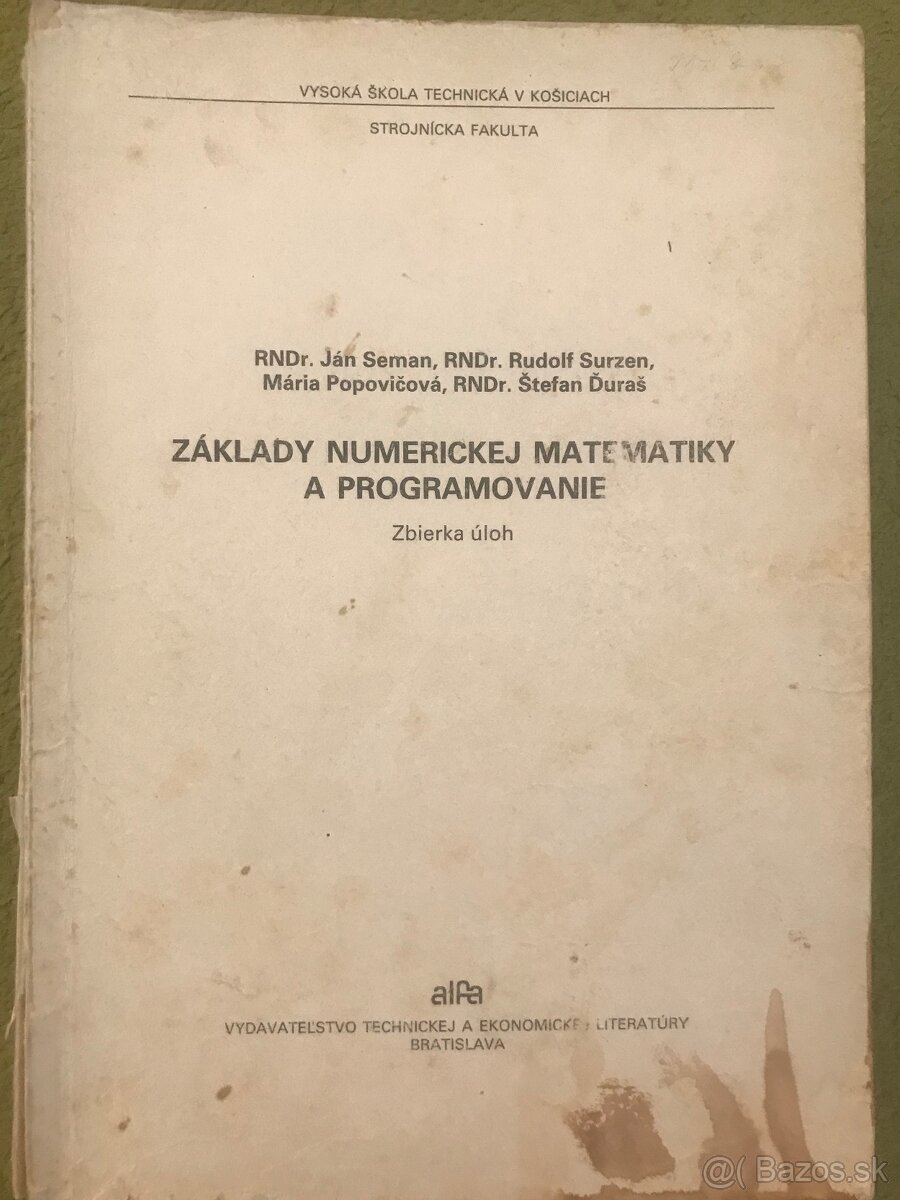 VYSOKÁ ŠKOLA TECHNICKÁ V KOŠICIACH
STROJNÍCKA FAKULTA
RNDr. Ján Seman, RNDr. Rudolf Surzen,
Mária Popovičová, RNDr. Štefan Ďuraš
ZÁKLADY NUMERICKEJ MATEMATIKY
A PROGRAMOVANIE
Zbierka úloh
alfa
VYDAVATEĽSTVO TECHNICKEJ A EKONOMICKEJ LITERATÚRY
BRATISLAVA
@( Bazos.sk